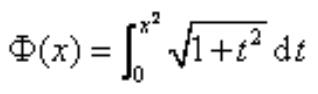 Φ(x) = ∫₀^{x²} √(1+t²) dt